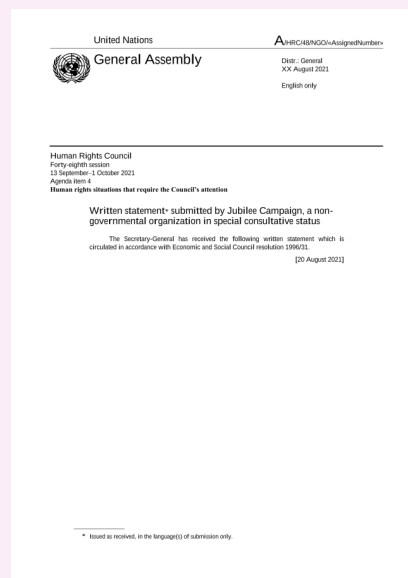 United Nations
A/HRC/48/NGO/«AssignedNumber»
General Assembly
Distr.: General
XX August 2021
English only
Human Rights Council
Forty-eighth session
13 September–1 October 2021
Agenda item 4
Human rights situations that require the Council's attention
Written statement* submitted by Jubilee Campaign, a non-
governmental organization in special consultative status
The Secretary-General has received the following written statement which is
circulated in accordance with Economic and Social Council resolution 1996/31.
[20 August 2021]
* Issued as received, in the language(s) of submission only.